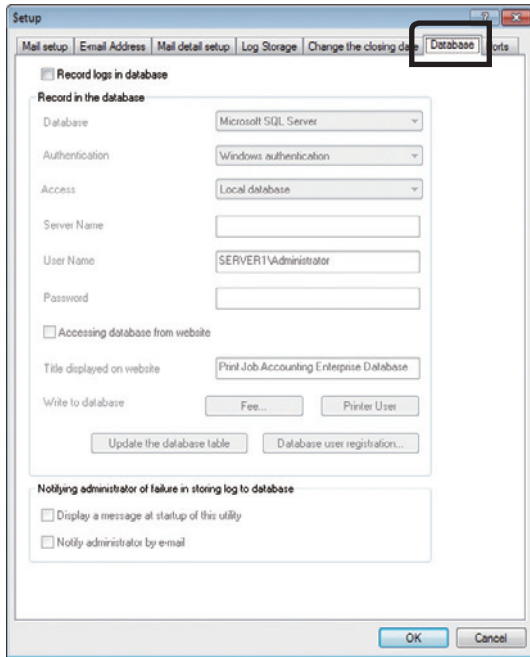 Setup
Mail setup E-mail Address Mail detail setup Log Storage Change the closing date Database orts
Record logs in database
Record in the database
Database Microsoft SQL Server
Authentication Windows authentication
Access Local database
Server Name
User Name SERVER1\Administrator
Password
Accessing database from website
Title displayed on website Print Job Accounting Enterprise Database
Write to database Fee... Printer User
Update the database table Database user registration...
Notifying administrator of failure in storing log to database
Display a message at startup of this utility
Notify administrator by e-mail
OK Cancel